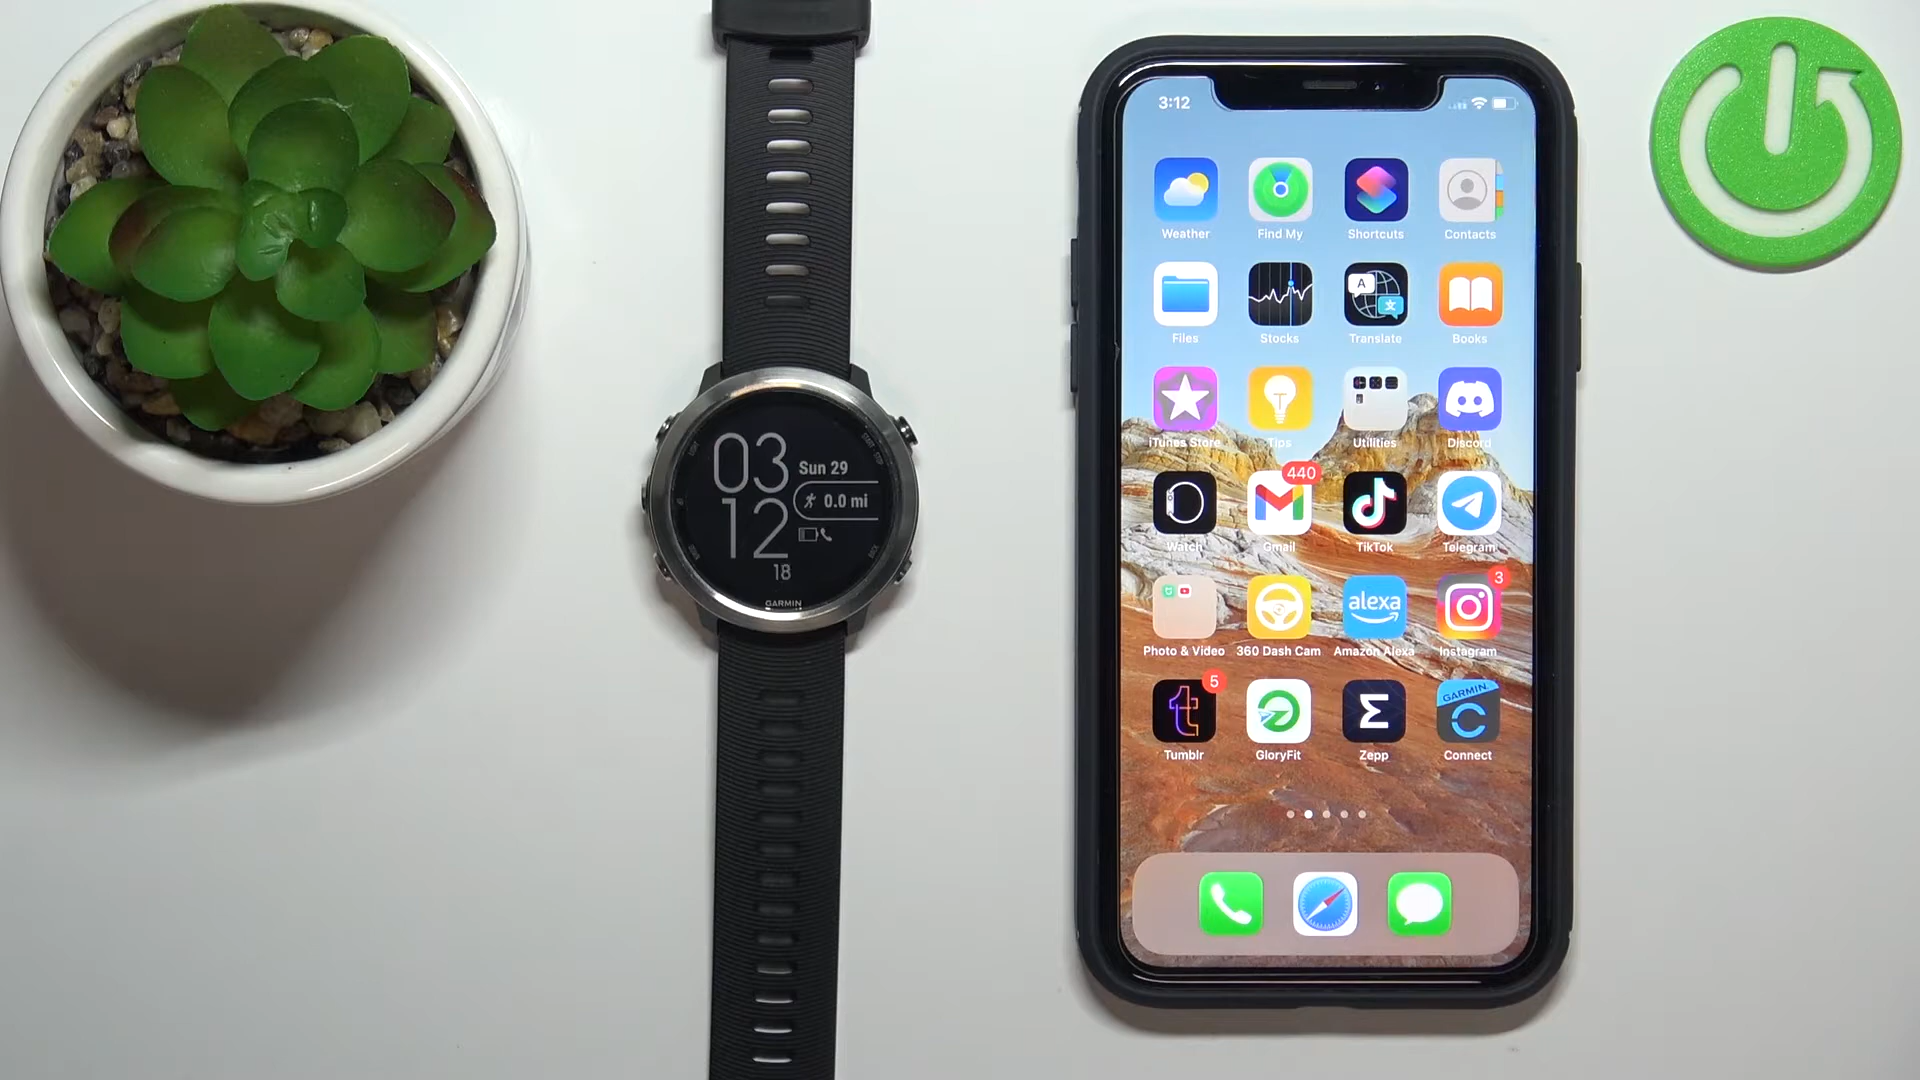 03
12
Sun 29
0.0 mi
18
GARMIN
3:12
Weather
Find My
Shortcuts
Contacts
A
文
Files
Stocks
Translate
Books
iTunes Store
Tips
Utilities
Discord
440
Watch
Gmail
TikTok
Telegram
alexa
3
Photo & Video
360 Dash Cam
Amazon Alexa
Instagram
5
GARMIN
Tumblr
GloryFit
Zepp
Connect